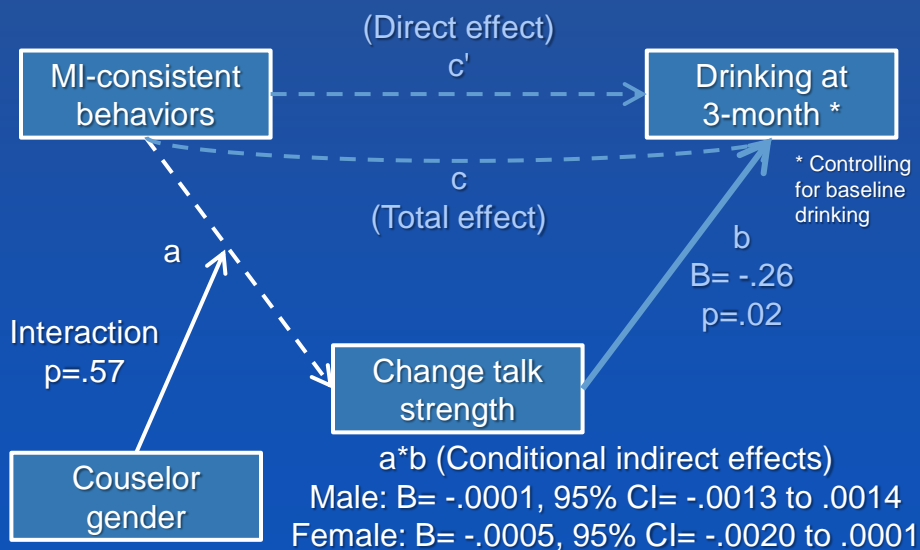 (Direct effect)
c'
MI-consistent
behaviors
Drinking at
3-month *
* Controlling
for baseline
drinking
c
(Total effect)
a
b
B= -.26
p=.02
Interaction
p=.57
Change talk
strength
Couselor
gender
a*b (Conditional indirect effects)
Male: B= -.0001, 95% CI= -.0013 to .0014
Female: B= -.0005, 95% CI= -.0020 to .0001